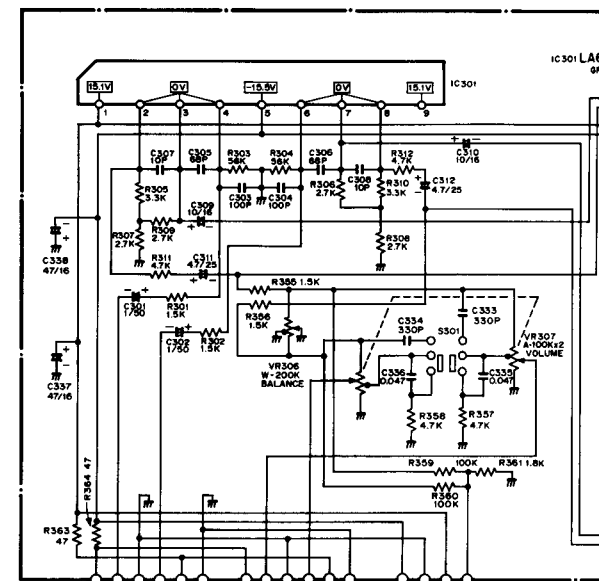 IC301 LA6
15.1V
0V
-15.5V
0V
15.1V
IC301
1 2 3 4 5 6 7 8 9
C307
10P
C305
68P
R303
56K
R304
56K
C306
68P
R312
4.7K
C310
10/16
R305
3.3K
C303
100P
C304
100P
R306
2.7K
C308
10P
R310
3.3K
C312
4.7/25
C309
10/16
R307
2.7K
R309
2.7K
R308
2.7K
C338
47/16
R311
4.7K
C311
4.7/25
R355 1.5K
C301
1/50
R301
1.5K
R356
1.5K
C302
1/50
R302
1.5K
C334
330P
S301
C333
330P
VR307
A-100K×2
VOLUME
VR306
W-200K
BALANCE
C337
47/16
C336
0.047
C335
0.047
R358
4.7K
R357
4.7K
R359
100K
R361 1.8K
R360
100K
R364 47
R363
47